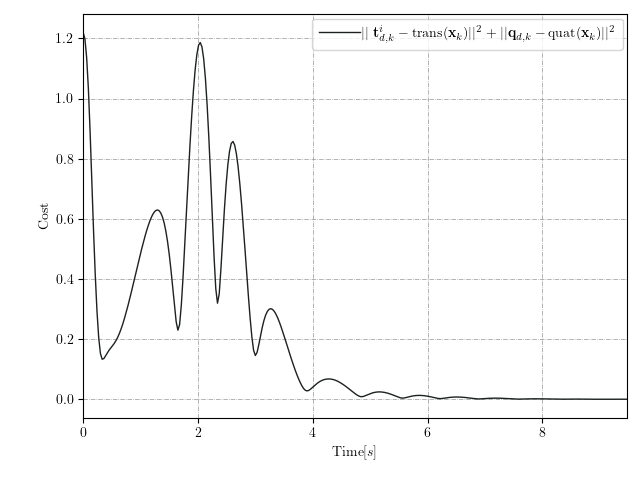 || t^i_{d,k} − trans(x_k)||² + ||q_{d,k} − quat(x_k)||²
1.2
1.0
0.8
0.6
0.4
0.2
0.0
Cost
0 2 4 6 8
Time[s]